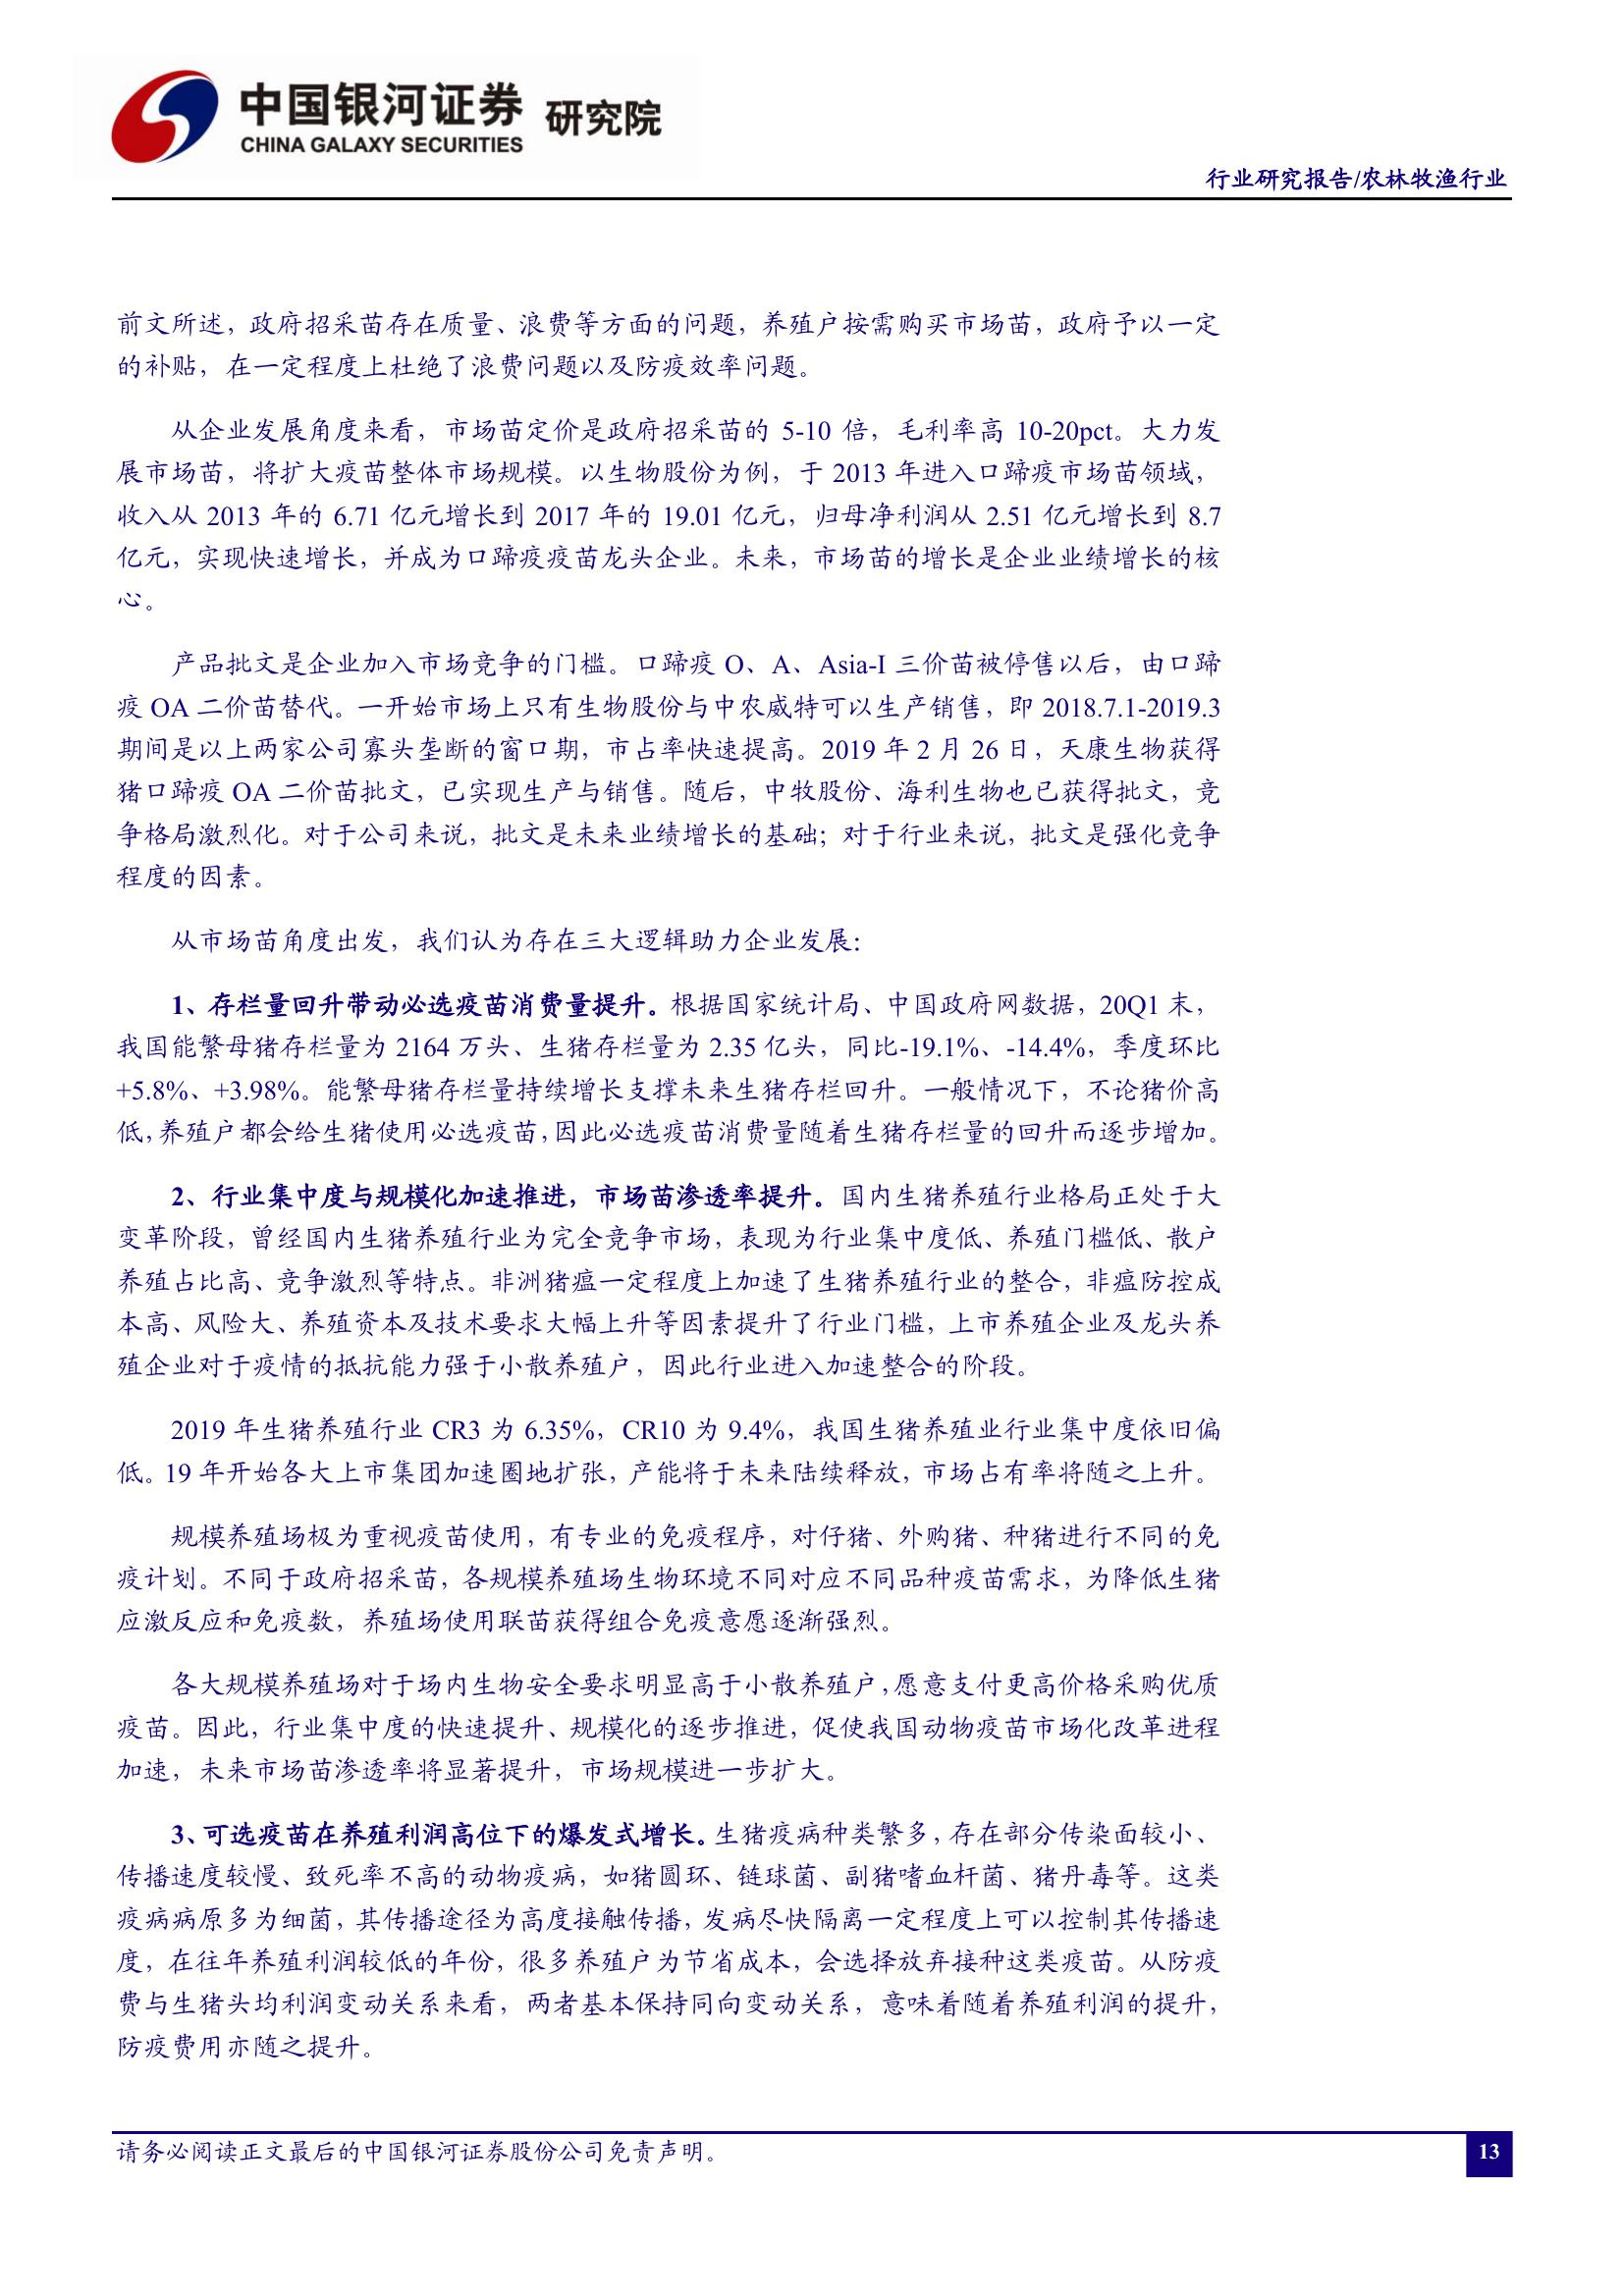 中国银河证券 研究院
CHINA GALAXY SECURITIES
行业研究报告/农林牧渔行业
前文所述，政府招采苗存在质量、浪费等方面的问题，养殖户按需购买市场苗，政府予以一定
的补贴，在一定程度上杜绝了浪费问题以及防疫效率问题。
从企业发展角度来看，市场苗定价是政府招采苗的 5-10 倍，毛利率高 10-20pct。大力发
展市场苗，将扩大疫苗整体市场规模。以生物股份为例，于 2013 年进入口蹄疫市场苗领域，
收入从 2013 年的 6.71 亿元增长到 2017 年的 19.01 亿元，归母净利润从 2.51 亿元增长到 8.7
亿元，实现快速增长，并成为口蹄疫疫苗龙头企业。未来，市场苗的增长是企业业绩增长的核
心。
产品批文是企业加入市场竞争的门槛。口蹄疫 O、A、Asia-I 三价苗被停售以后，由口蹄
疫 OA 二价苗替代。一开始市场上只有生物股份与中农威特可以生产销售，即 2018.7.1-2019.3
期间是以上两家公司寡头垄断的窗口期，市占率快速提高。2019 年 2 月 26 日，天康生物获得
猪口蹄疫 OA 二价苗批文，已实现生产与销售。随后，中牧股份、海利生物也已获得批文，竞
争格局激烈化。对于公司来说，批文是未来业绩增长的基础；对于行业来说，批文是强化竞争
程度的因素。
从市场苗角度出发，我们认为存在三大逻辑助力企业发展：
1、存栏量回升带动必选疫苗消费量提升。根据国家统计局、中国政府网数据，20Q1 末，
我国能繁母猪存栏量为 2164 万头、生猪存栏量为 2.35 亿头，同比-19.1%、-14.4%，季度环比
+5.8%、+3.98%。能繁母猪存栏量持续增长支撑未来生猪存栏回升。一般情况下，不论猪价高
低，养殖户都会给生猪使用必选疫苗，因此必选疫苗消费量随着生猪存栏量的回升而逐步增加。
2、行业集中度与规模化加速推进，市场苗渗透率提升。国内生猪养殖行业格局正处于大
变革阶段，曾经国内生猪养殖行业为完全竞争市场，表现为行业集中度低、养殖门槛低、散户
养殖占比高、竞争激烈等特点。非洲猪瘟一定程度上加速了生猪养殖行业的整合，非瘟防控成
本高、风险大、养殖资本及技术要求大幅上升等因素提升了行业门槛，上市养殖企业及龙头养
殖企业对于疫情的抵抗能力强于小散养殖户，因此行业进入加速整合的阶段。
2019 年生猪养殖行业 CR3 为 6.35%，CR10 为 9.4%，我国生猪养殖业行业集中度依旧偏
低。19 年开始各大上市集团加速圈地扩张，产能将于未来陆续释放，市场占有率将随之上升。
规模养殖场极为重视疫苗使用，有专业的免疫程序，对仔猪、外购猪、种猪进行不同的免
疫计划。不同于政府招采苗，各规模养殖场生物环境不同对应不同品种疫苗需求，为降低生猪
应激反应和免疫数，养殖场使用联苗获得组合免疫意愿逐渐强烈。
各大规模养殖场对于场内生物安全要求明显高于小散养殖户，愿意支付更高价格采购优质
疫苗。因此，行业集中度的快速提升、规模化的逐步推进，促使我国动物疫苗市场化改革进程
加速，未来市场苗渗透率将显著提升，市场规模进一步扩大。
3、可选疫苗在养殖利润高位下的爆发式增长。生猪疫病种类繁多，存在部分传染面较小、
传播速度较慢、致死率不高的动物疫病，如猪圆环、链球菌、副猪嗜血杆菌、猪丹毒等。这类
疫病病原多为细菌，其传播途径为高度接触传播，发病尽快隔离一定程度上可以控制其传播速
度，在往年养殖利润较低的年份，很多养殖户为节省成本，会选择放弃接种这类疫苗。从防疫
费与生猪头均利润变动关系来看，两者基本保持同向变动关系，意味着随着养殖利润的提升，
防疫费用亦随之提升。
请务必阅读正文最后的中国银河证券股份公司免责声明。
13